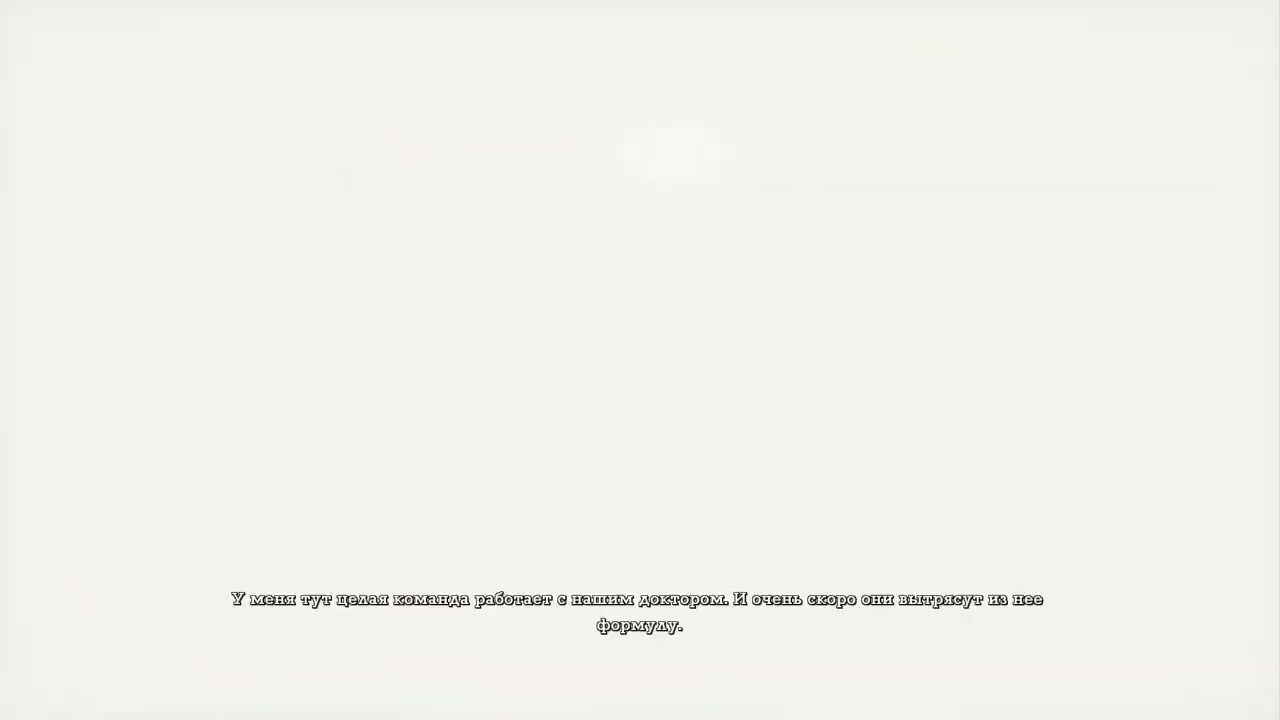 У меня тут целая команда работает с нашим доктором. И очень скоро они вытрясут из нее
формулу.